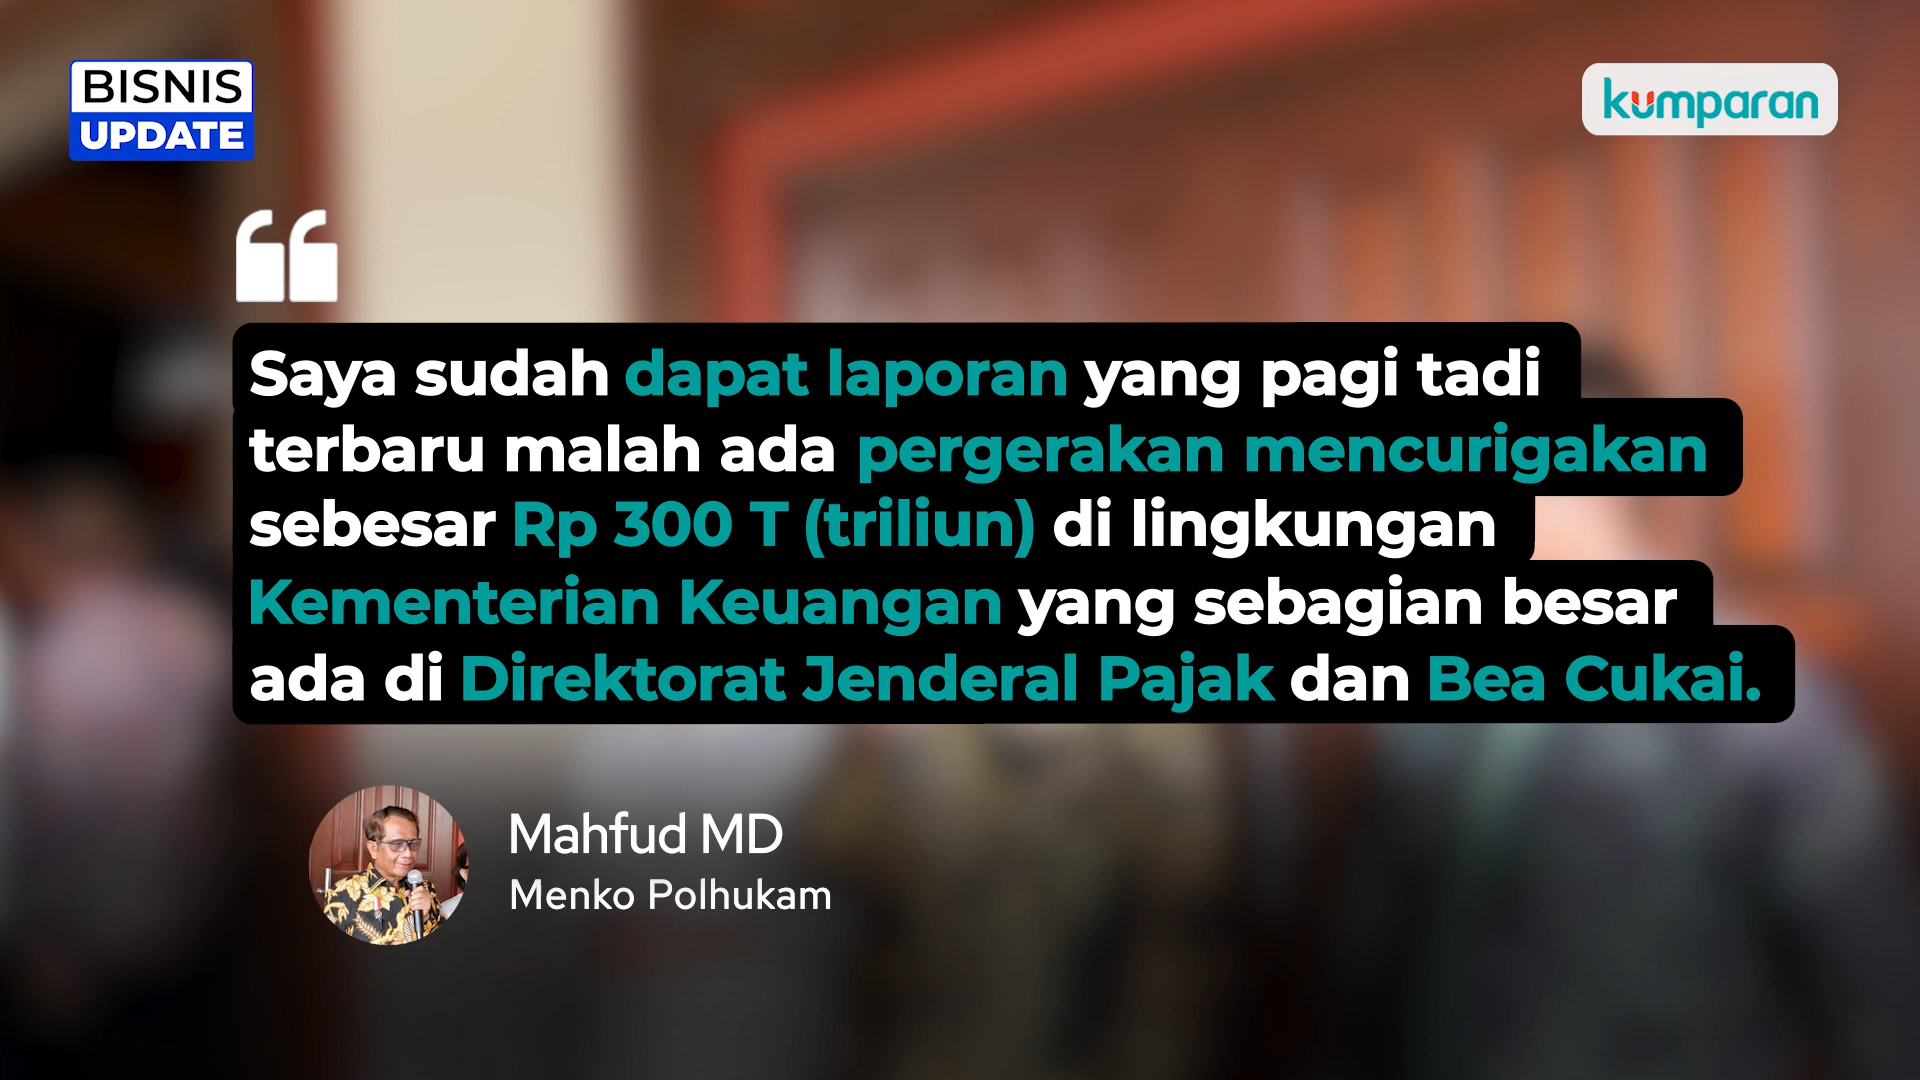 BISNIS
UPDATE
kumparan
“
Saya sudah dapat laporan yang pagi tadi
terbaru malah ada pergerakan mencurigakan
sebesar Rp 300 T (triliun) di lingkungan
Kementerian Keuangan yang sebagian besar
ada di Direktorat Jenderal Pajak dan Bea Cukai.
Mahfud MD
Menko Polhukam